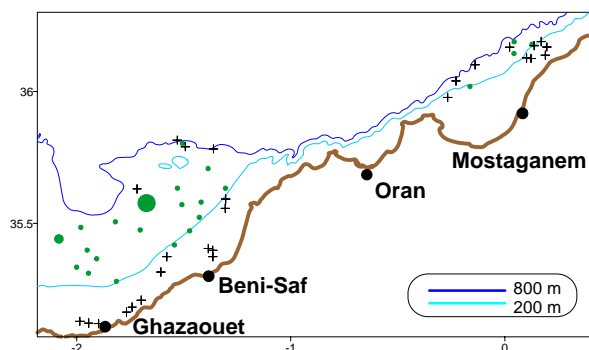 36
Mostaganem
Oran
35.5
Beni-Saf
800 m
200 m
Ghazaouet
-2
-1
0